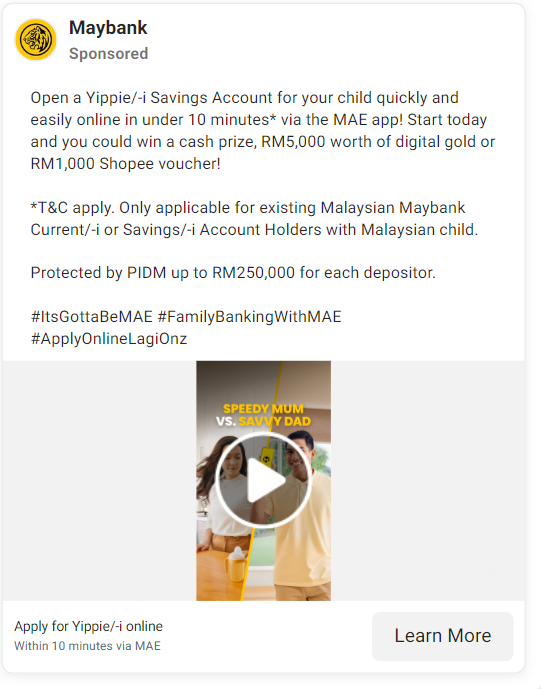 Maybank
Sponsored
Open a Yippie/-i Savings Account for your child quickly and
easily online in under 10 minutes* via the MAE app! Start today
and you could win a cash prize, RM5,000 worth of digital gold or
RM1,000 Shopee voucher!
*T&C apply. Only applicable for existing Malaysian Maybank
Current/-i or Savings/-i Account Holders with Malaysian child.
Protected by PIDM up to RM250,000 for each depositor.
#ItsGottaBeMAE #FamilyBankingWithMAE
#ApplyOnlineLagiOnz
SPEEDY MUM
VS. SAVVY DAD
Apply for Yippie/-i online
Within 10 minutes via MAE
Learn More